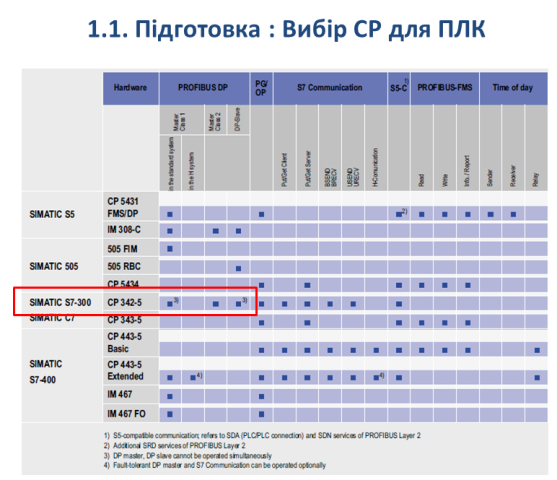 1.1. Підготовка : Вибір CP для ПЛК
Hardware PROFIBUS DP PG/ OP S7 Communication S5-C 1) PROFIBUS-FMS Time of day
Master Class 1
Master Class 2
DP-Slave
in the standard system
in the H system
Put/Get Client
Put/Get Server
BSEND BRECV
USEND URECV
H-Comunication
Read
Write
Info. / Report
Sender
Receiver
Relay
SIMATIC S5
CP 5431
FMS/DP
2)
IM 308-C
SIMATIC 505
505 FIM
505 RBC
CP 5434
SIMATIC S7-300
SIMATIC C7
CP 342-5
3)
3)
CP 343-5
SIMATIC
S7-400
CP 443-5
Basic
CP 443-5
Extended
4)
4)
IM 467
IM 467 FO
1) S5-compatible communication; refers to SDA (PLC/PLC connection) and SDN services of PROFIBUS Layer 2
2) Additional SRD services of PROFIBUS Layer 2
3) DP master, DP slave cannot be operated simultaneously
4) Fault-tolerant DP master and S7 Communication can be operated optionally